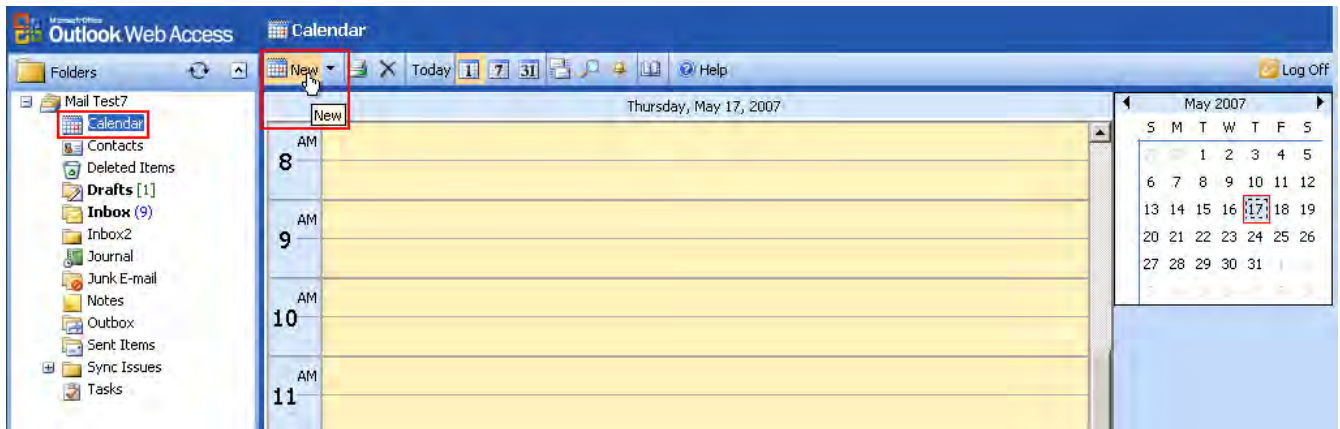 Microsoft Office
Outlook Web Access
Calendar
Folders
New
Today 1 7 31
Help
Log Off
New
Thursday, May 17, 2007
Mail Test7
Calendar
Contacts
Deleted Items
Drafts [1]
Inbox (9)
Inbox2
Journal
Junk E-mail
Notes
Outbox
Sent Items
Sync Issues
Tasks
8 AM
9 AM
10 AM
11 AM
May 2007
S M T W T F S
1 2 3 4 5
6 7 8 9 10 11 12
13 14 15 16 17 18 19
20 21 22 23 24 25 26
27 28 29 30 31